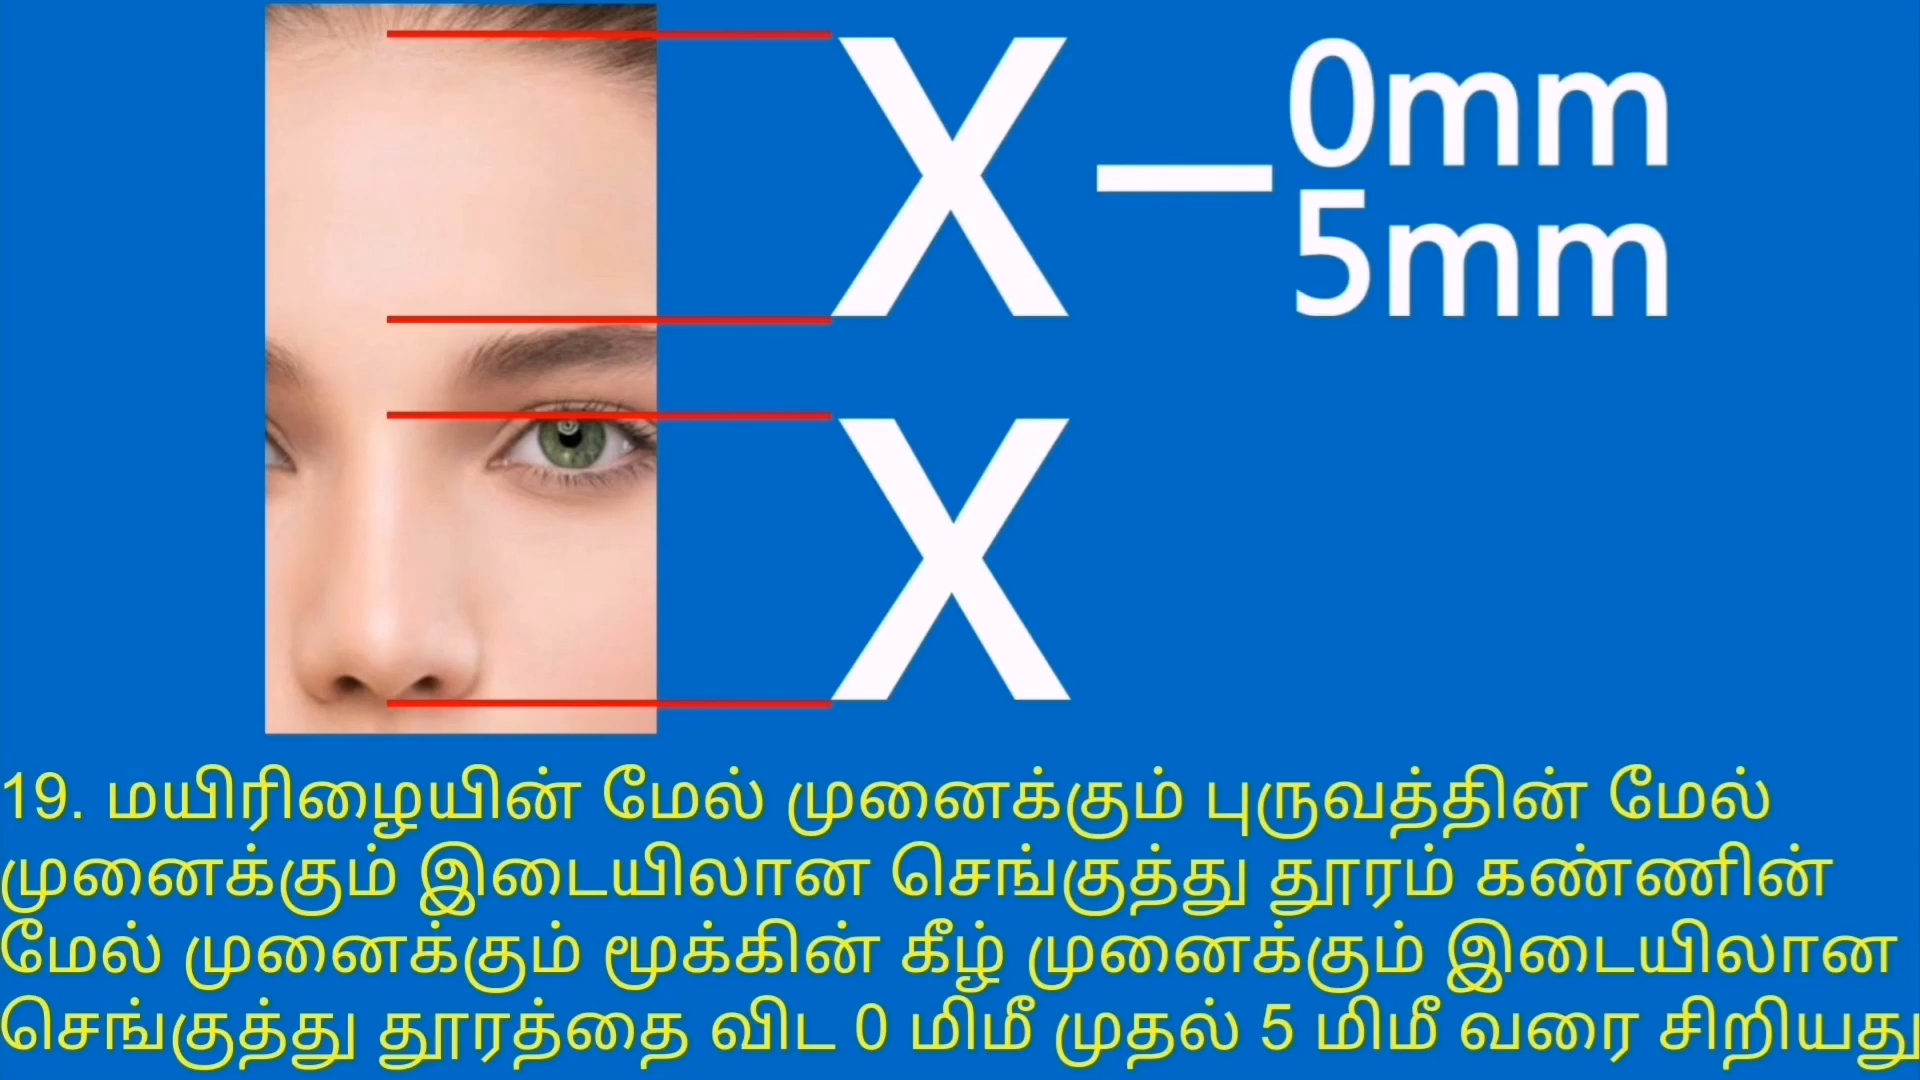 X — 0mm
5mm
X
19. மயிரிழையின் மேல் முனைக்கும் புருவத்தின் மேல்
முனைக்கும் இடையிலான செங்குத்து தூரம் கண்ணின்
மேல் முனைக்கும் மூக்கின் கீழ் முனைக்கும் இடையிலான
செங்குத்து தூரத்தை விட 0 மிமீ முதல் 5 மிமீ வரை சிறியது